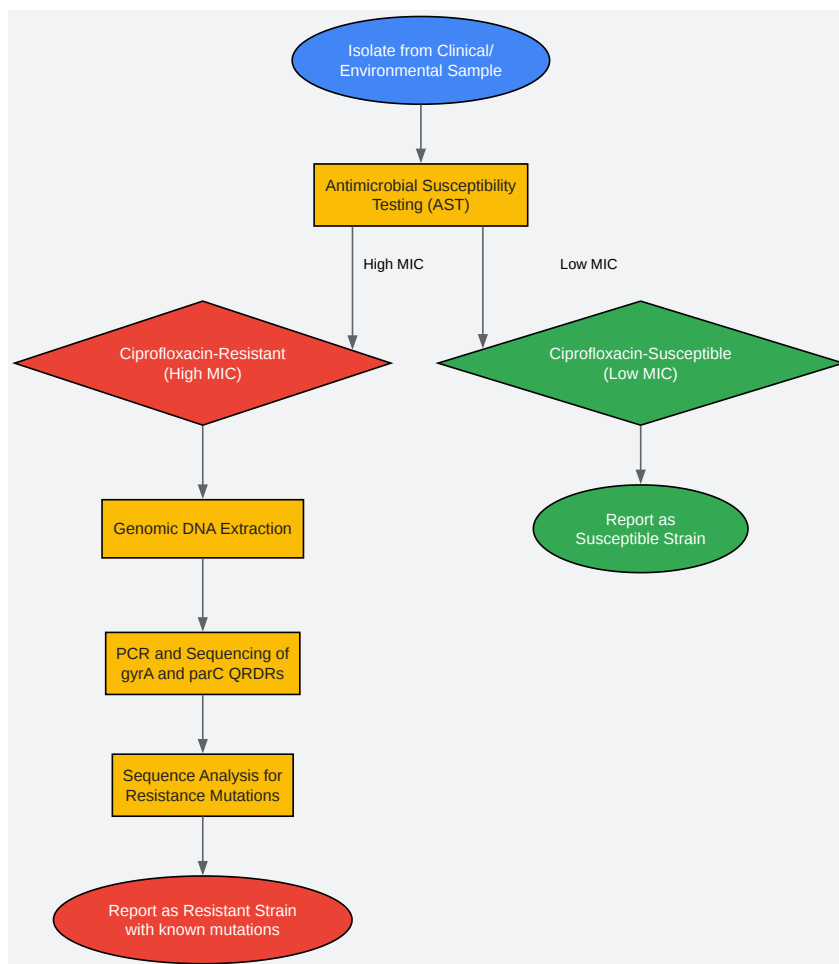 Isolate from Clinical/
Environmental Sample
Antimicrobial Susceptibility
Testing (AST)
High MIC
Low MIC
Ciprofloxacin-Resistant
(High MIC)
Ciprofloxacin-Susceptible
(Low MIC)
Genomic DNA Extraction
Report as
Susceptible Strain
PCR and Sequencing of
gyrA and parC QRDRs
Sequence Analysis for
Resistance Mutations
Report as Resistant Strain
with known mutations